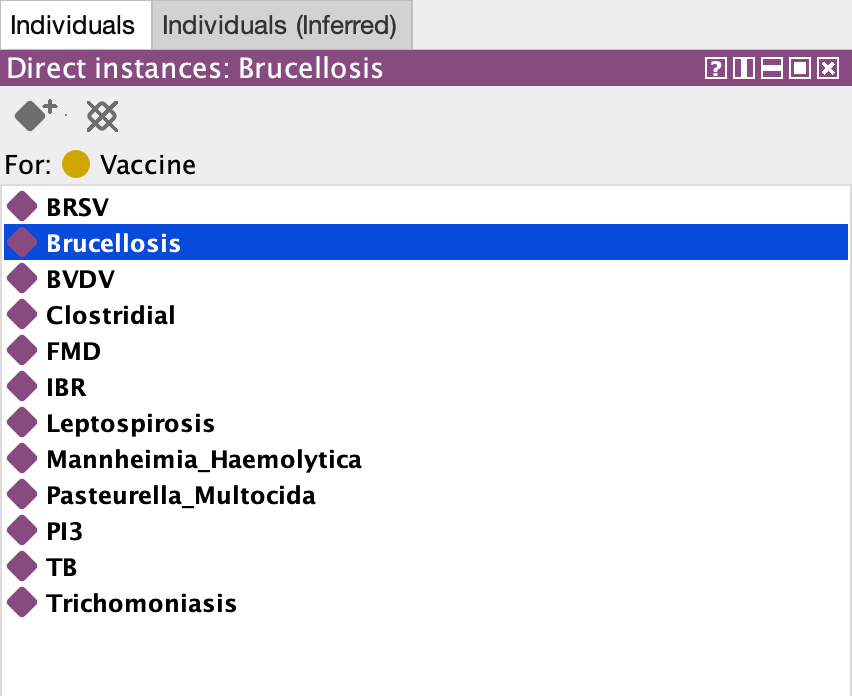 Individuals Individuals (Inferred)
Direct instances: Brucellosis
For: Vaccine
BRSV
Brucellosis
BVDV
Clostridial
FMD
IBR
Leptospirosis
Mannheimia_Haemolytica
Pasteurella_Multocida
PI3
TB
Trichomoniasis